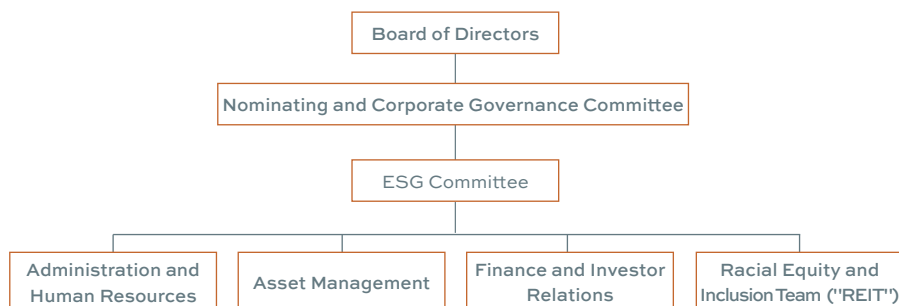 Board of Directors
Nominating and Corporate Governance Committee
ESG Committee
Administration and
Human Resources
Asset Management
Finance and Investor
Relations
Racial Equity and
Inclusion Team ("REIT")